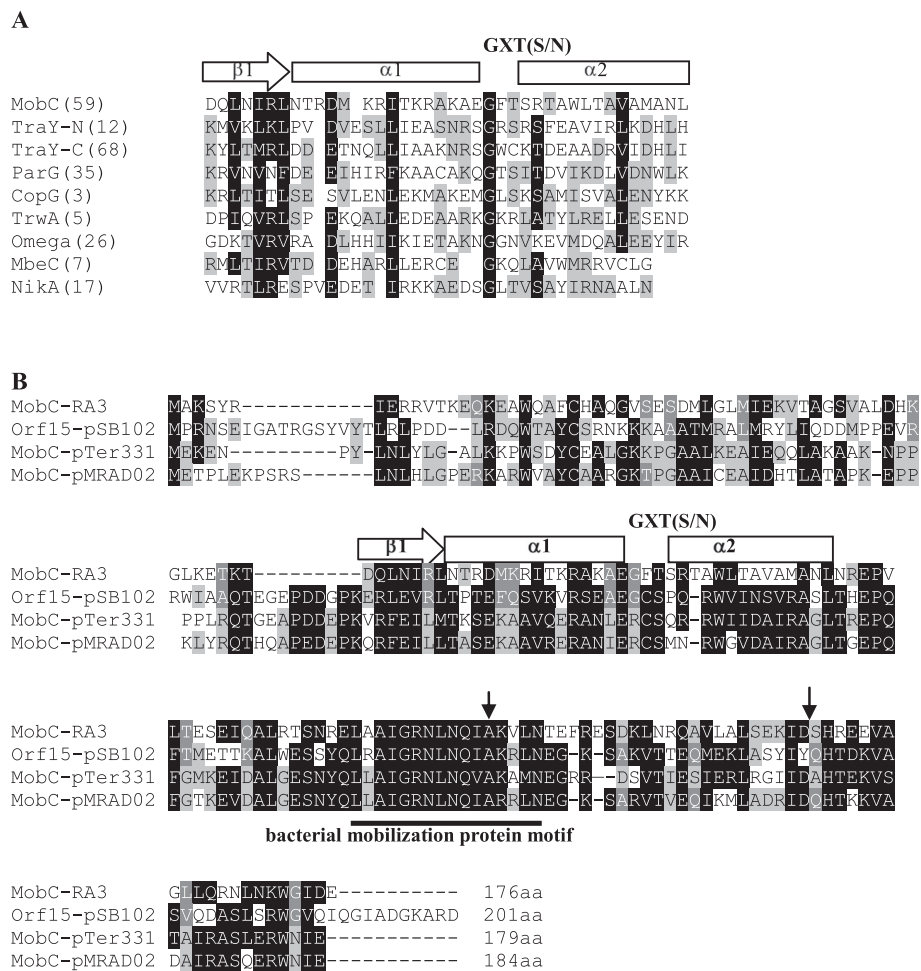 A
GXT(S/N)
β1 α1 α2
MobC(59) DQLNIRLNTRDM KRITKRAKAEGFTSRTAWLTAVAMANL
TraY-N(12) KMVKLKLPV DVESLLIEASNRSGRSRSFEAVIRLKDHLH
TraY-C(68) KYLTMRLDD ETNQLLIAAKNRSGWCKTDEAADRVIDHLI
ParG(35) KRVNVNFDE EIHIRFKAACAKQGTSITDVIKDLVDNWLK
CopG(3) KRLTITLSE SVLENLEKMAKEMGLSKSAMISVALENYKK
TrwA(5) DPIQVRLSP EKQALLEDEAARKGKRLATYLRELLESEND
Omega(26) GDKTVRVRA DLHHIIKIETAKNGGNVKEVMDQALEEYIR
MbeC(7) RMLTIRVTD DEHARLLERCE GKQLAVWMRRVCLG
NikA(17) VVRTLRESPVEDET IRKKAEDSGLTVSAYIRNAALN
B
MobC-RA3 MAKSYR-----------IERRVTKEQKEAWQAFCHAQGVSESDMLGLMIEKVTAGSVALDHK
Orf15-pSB102 MPRNSEIGATRGSYVYTLRLPDD--LRDQWTAYCSRNKKKAAATMRALMRYLIQDDMPPEVR
MobC-pTer331 MEKEN---------PY-LNLYLG-ALKKPWSDYCEALGKKPGAALKEAIEQQLAKAAK-NPP
MobC-pMRAD02 METPLEKPSRS------LNLHLGPERKARWVAYCAARGKTPGAAICEAIDHTLATAPK-EPP
GXT(S/N)
β1 α1 α2
MobC-RA3 GLKETKT---------DQLNIRLNTRDMKRITKRAKAEGFTSRTAWLTAVAMANLNREPV
Orf15-pSB102 RWIAAQTEGEPDDGPKERLEVRLTPTEFQSVKVRSEAEGCSPQ-RWVINSVRASLTHEPQ
MobC-pTer331 PPLRQTGEAPDDEPKVRFEILMTKSEKAAVQERANLERCSQR-RWIIDAIRAGLTREPQ
MobC-pMRAD02 KLYRQTHQAPEDEPKQRFEILLTASEKAAVRERANIERCSMN-RWGVDAIRAGLTGEPQ
MobC-RA3 LTESEIQALRTSNRELAAIGRNLNQIAKVLNTEFRESDKLNRQAVLALSEKIDSHREEVA
Orf15-pSB102 FTMETTKALWESSYQLRAIGRNLNQIAKRLNEG-K-SAKVTTEQMEKLASYIYQHTDKVA
MobC-pTer331 FGMKEIDALGESNYQLLAIGRNLNQVAKAMNEGRR--DSVTIESIERLRGIIDAHTEKVS
MobC-pMRAD02 FGTKEVDALGESNYQLLAIGRNLNQIARRLNEG-K-SARVTVEQIKMLADRIDQHTKKVA
bacterial mobilization protein motif
MobC-RA3 GLLQRNLNKWGIDE---------- 176aa
Orf15-pSB102 SVQDASLSRWGVQIQGIADGKARD 201aa
MobC-pTer331 TAIRASLERWNIE----------- 179aa
MobC-pMRAD02 DAIRASQERWNIE----------- 184aa